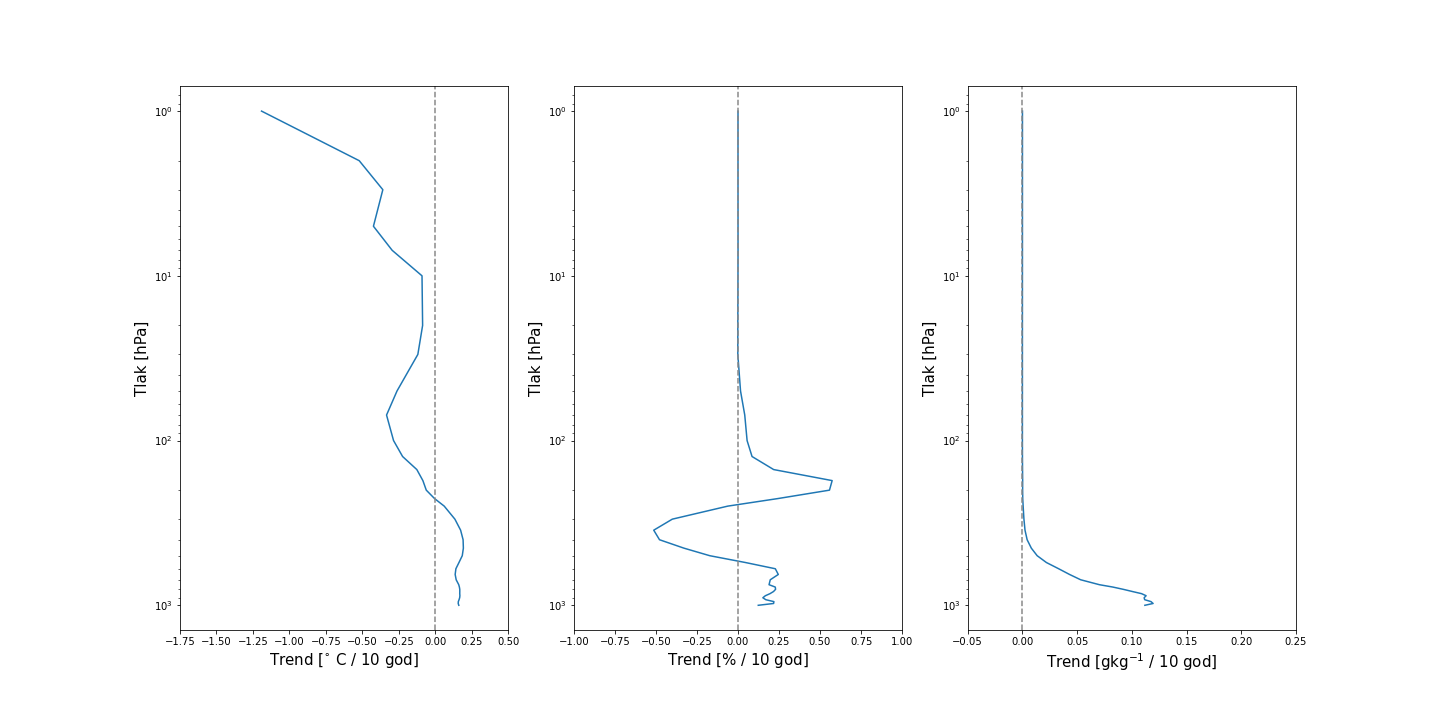 10⁰
10¹
10²
10³
Tlak [hPa]
−1.75 −1.50 −1.25 −1.00 −0.75 −0.50 −0.25 0.00 0.25 0.50
Trend [° C / 10 god]
10⁰
10¹
10²
10³
Tlak [hPa]
−1.00 −0.75 −0.50 −0.25 0.00 0.25 0.50 0.75 1.00
Trend [% / 10 god]
10⁰
10¹
10²
10³
Tlak [hPa]
−0.05 0.00 0.05 0.10 0.15 0.20 0.25
Trend [gkg⁻¹ / 10 god]